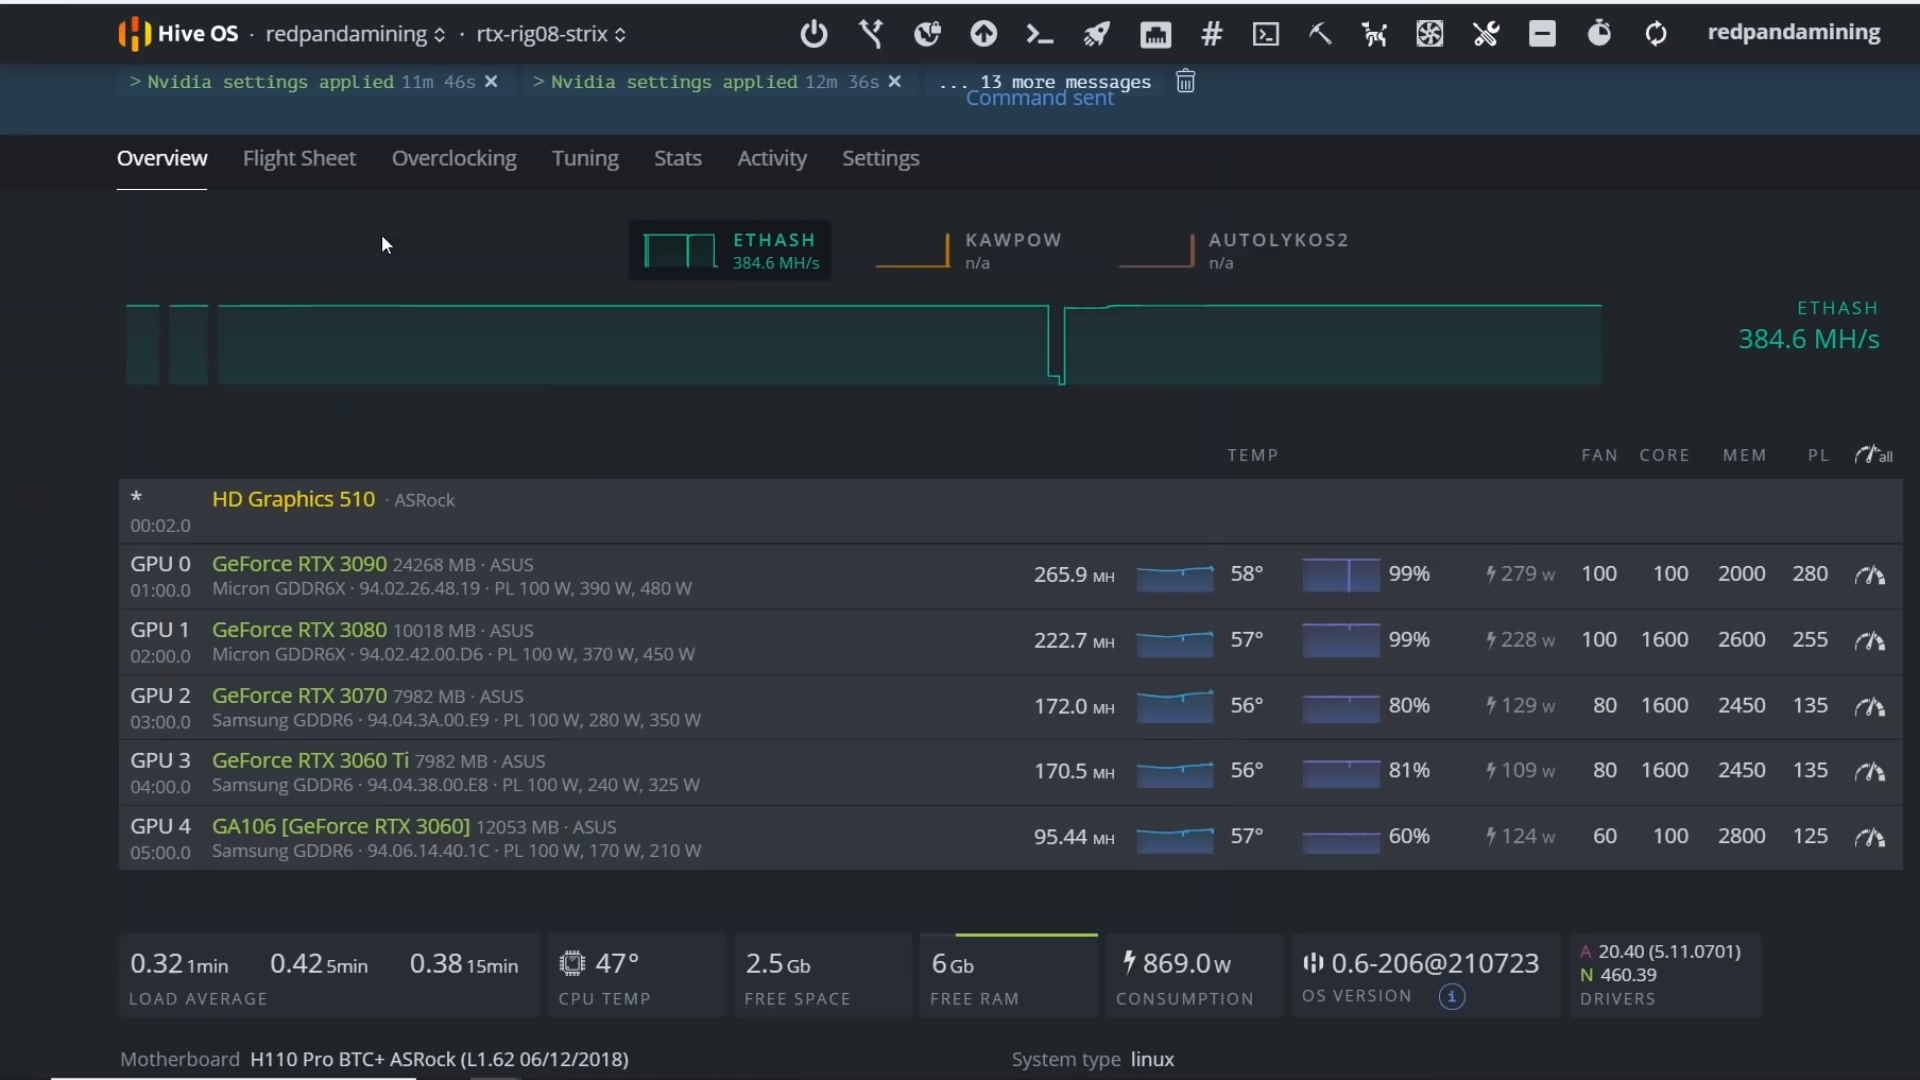 Hive OS · redpandamining · rtx-rig08-strix redpandamining
> Nvidia settings applied 11m 46s × > Nvidia settings applied 12m 36s × ... 13 more messages
Command sent
Overview Flight Sheet Overclocking Tuning Stats Activity Settings
ETHASH KAWPOW AUTOLYKOS2
384.6 MH/s n/a n/a
ETHASH
384.6 MH/s
TEMP FAN CORE MEM PL all
* HD Graphics 510 · ASRock
00:02.0
GPU 0 GeForce RTX 3090 24268 MB · ASUS
01:00.0 Micron GDDR6X · 94.02.26.48.19 · PL 100 W, 390 W, 480 W
265.9 MH 58° 99% 279 W 100 100 2000 280
GPU 1 GeForce RTX 3080 10018 MB · ASUS
02:00.0 Micron GDDR6X · 94.02.42.00.D6 · PL 100 W, 370 W, 450 W
222.7 MH 57° 99% 228 W 100 1600 2600 255
GPU 2 GeForce RTX 3070 7982 MB · ASUS
03:00.0 Samsung GDDR6 · 94.04.3A.00.E9 · PL 100 W, 280 W, 350 W
172.0 MH 56° 80% 129 W 80 1600 2450 135
GPU 3 GeForce RTX 3060 Ti 7982 MB · ASUS
04:00.0 Samsung GDDR6 · 94.04.38.00.E8 · PL 100 W, 240 W, 325 W
170.5 MH 56° 81% 109 W 80 1600 2450 135
GPU 4 GA106 [GeForce RTX 3060] 12053 MB · ASUS
05:00.0 Samsung GDDR6 · 94.06.14.40.1C · PL 100 W, 170 W, 210 W
95.44 MH 57° 60% 124 W 60 100 2800 125
0.32 1min 0.42 5min 0.38 15min
LOAD AVERAGE
47°
CPU TEMP
2.5 Gb
FREE SPACE
6 Gb
FREE RAM
869.0 W
CONSUMPTION
0.6-206@210723
OS VERSION i
A 20.40 (5.11.0701)
N 460.39
DRIVERS
Motherboard H110 Pro BTC+ ASRock (L1.62 06/12/2018) System type linux